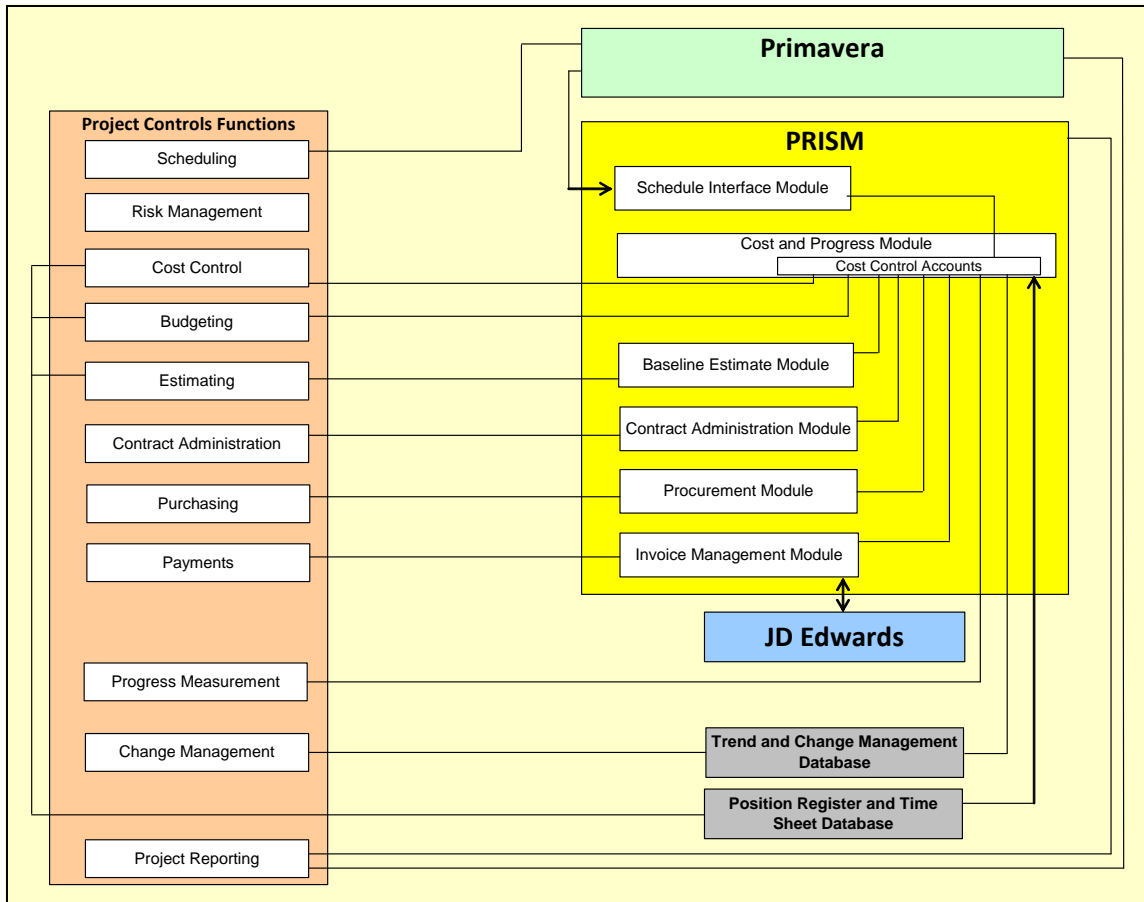 Primavera
Project Controls Functions
Scheduling
Risk Management
Cost Control
Budgeting
Estimating
Contract Administration
Purchasing
Payments
Progress Measurement
Change Management
Project Reporting
PRISM
Schedule Interface Module
Cost and Progress Module
Cost Control Accounts
Baseline Estimate Module
Contract Administration Module
Procurement Module
Invoice Management Module
JD Edwards
Trend and Change Management
Database
Position Register and Time
Sheet Database